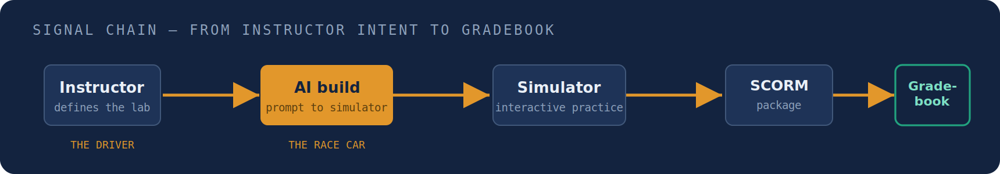 SIGNAL CHAIN — FROM INSTRUCTOR INTENT TO GRADEBOOK
Instructor
defines the lab
THE DRIVER
AI build
prompt to simulator
THE RACE CAR
Simulator
interactive practice
SCORM
package
Grade-
book